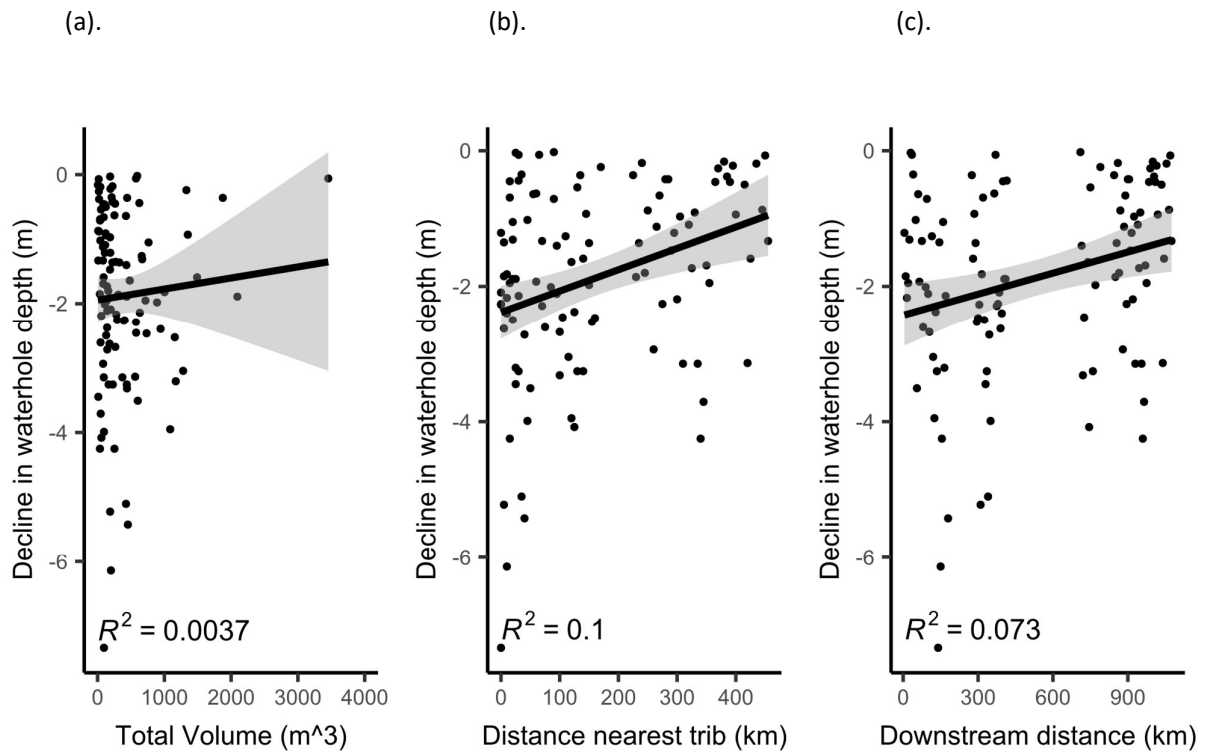 (a).
(b).
(c).
Decline in waterhole depth (m)
0
-2
-4
-6
R² = 0.0037
0 1000 2000 3000 4000
Total Volume (m^3)
Decline in waterhole depth (m)
0
-2
-4
-6
R² = 0.1
0 100 200 300 400
Distance nearest trib (km)
Decline in waterhole depth (m)
0
-2
-4
-6
R² = 0.073
0 300 600 900
Downstream distance (km)